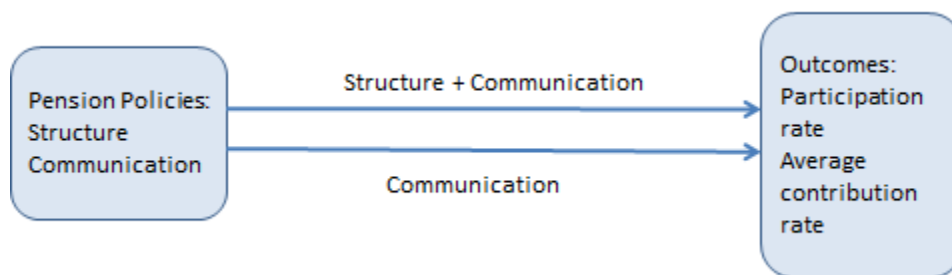 Pension Policies:
Structure
Communication
Structure + Communication
Communication
Outcomes:
Participation
rate
Average
contribution
rate